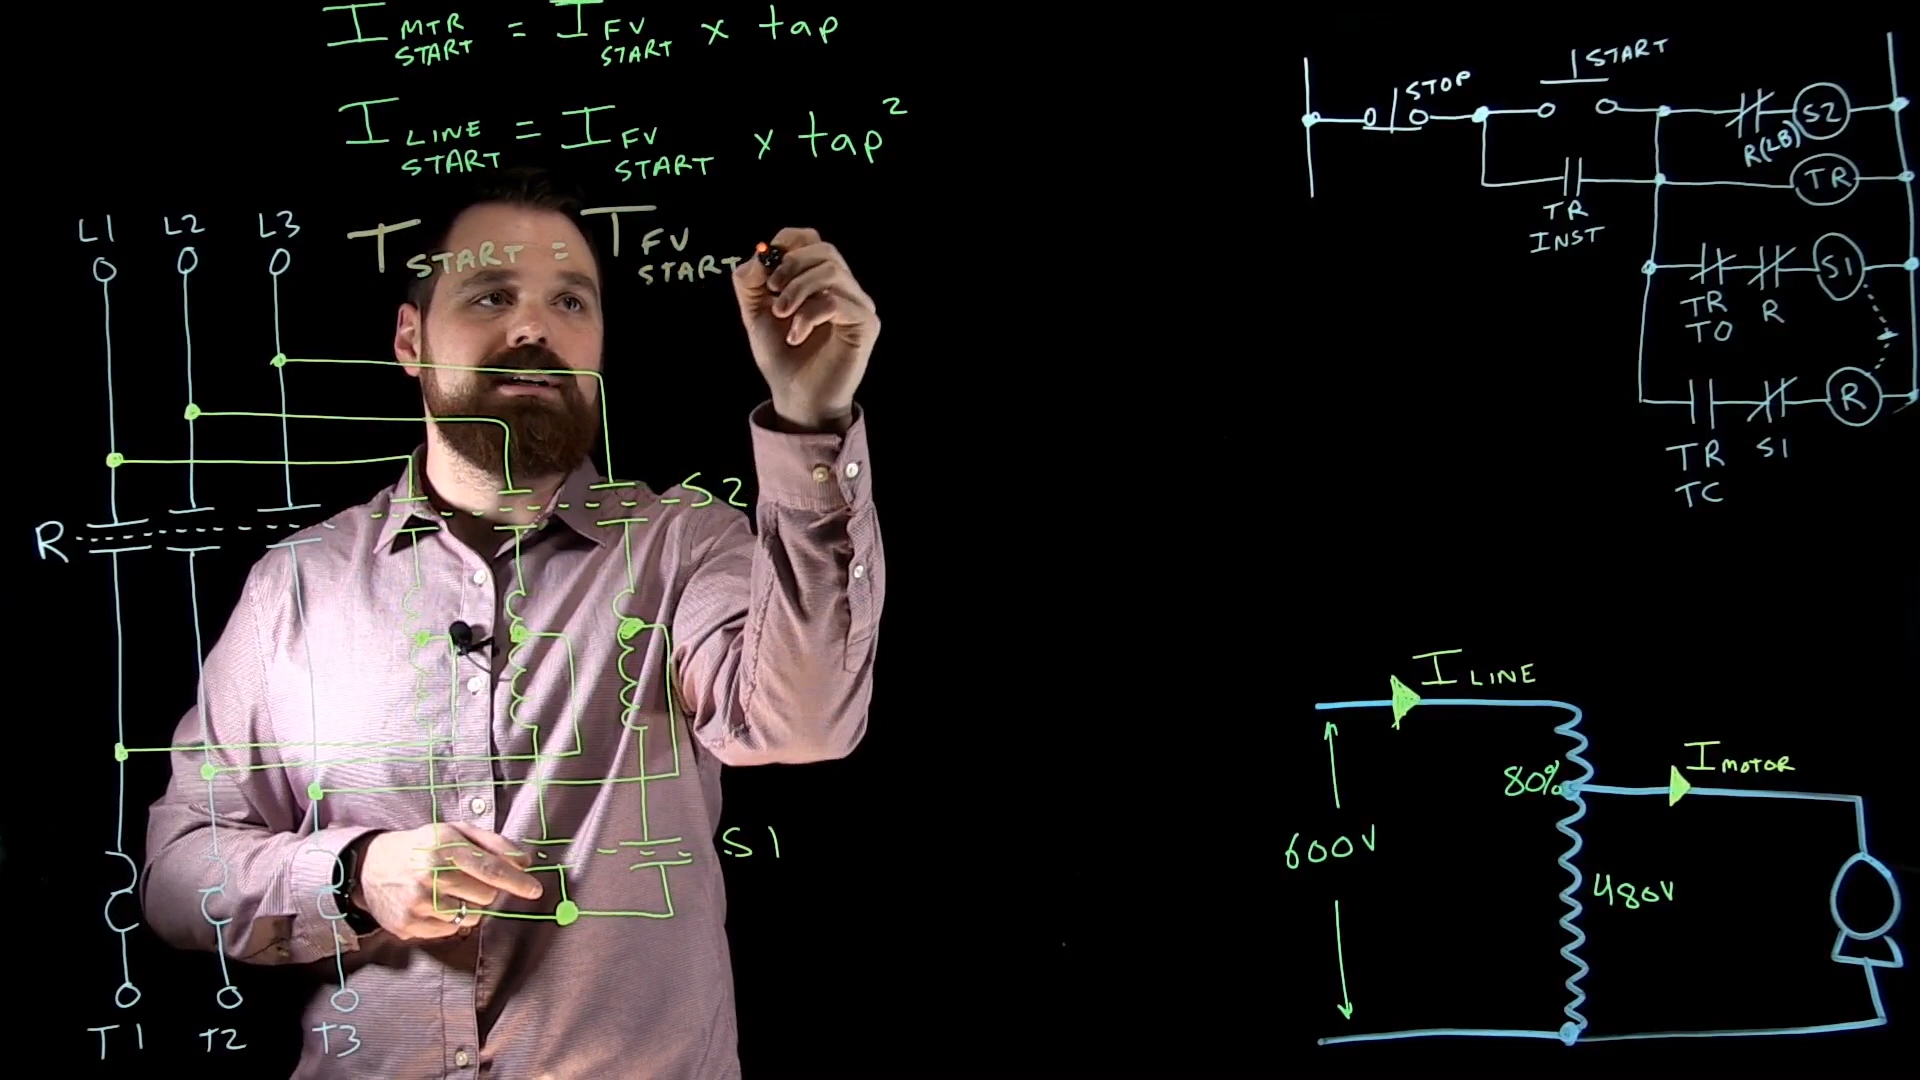 I MTR START = I FV START x tap
I LINE START = I FV START x tap²
T START = T FV START
L1 L2 L3
R
S2
S1
T1 T2 T3
STOP
START
R(LB)
S2
TR
INST
TR
TR
TO
R
S1
TR
TC
S1
R
I LINE
600V
80%
I MOTOR
480V